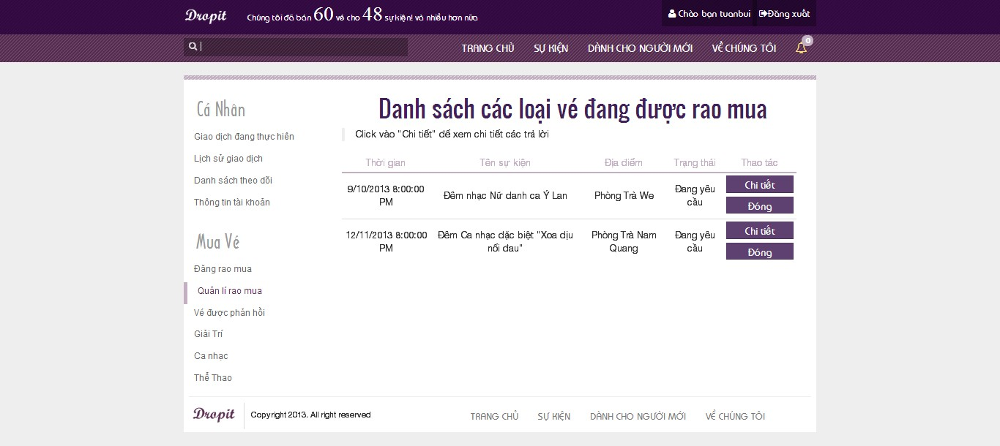 Dropit
Chúng tôi đã bán 60 vé cho 48 sự kiện! và nhiều hơn nữa
Chào bạn tuanbui
Đăng xuất
TRANG CHỦ
SỰ KIỆN
DÀNH CHO NGƯỜI MỚI
VỀ CHÚNG TÔI
0
Cá Nhân
Giao dịch đang thực hiện
Lịch sử giao dịch
Danh sách theo dõi
Thông tin tài khoản
Mua Vé
Đăng rao mua
Quản lí rao mua
Vé được phản hồi
Giải Trí
Ca nhạc
Thể Thao
Danh sách các loại vé đang được rao mua
Click vào "Chi tiết" để xem chi tiết các trả lời
Thời gian Tên sự kiện Địa điểm Trạng thái Thao tác
9/10/2013 8:00:00
PM
Đêm nhạc Nữ danh ca Ý Lan
Phòng Trà We
Đang yêu
cầu
Chi tiết
Đóng
12/11/2013 8:00:00
PM
Đêm Ca nhạc đặc biệt "Xoa dịu
nối đau"
Phòng Trà Nam
Quang
Đang yêu
cầu
Chi tiết
Đóng
Dropit
Copyright 2013. All right reserved
TRANG CHỦ
SỰ KIỆN
DÀNH CHO NGƯỜI MỚI
VỀ CHÚNG TÔI